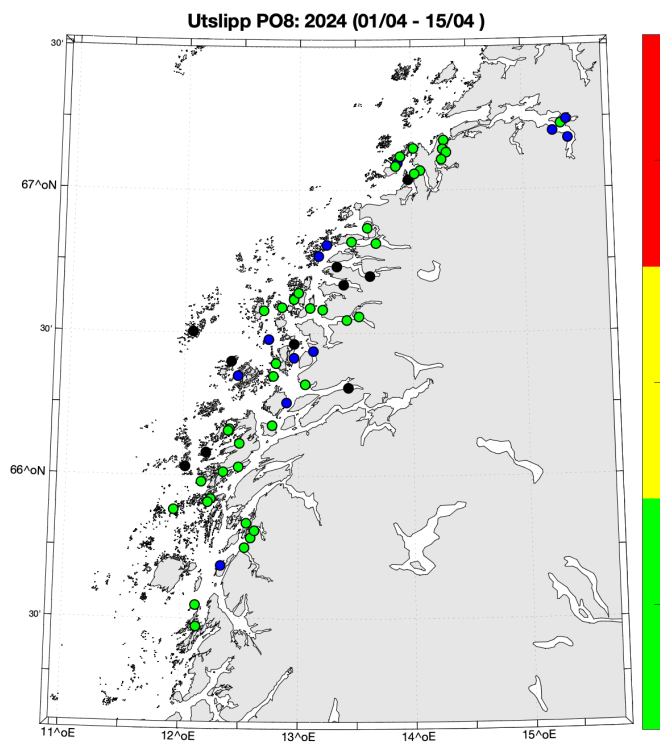 Utslipp PO8: 2024 (01/04 - 15/04 )
30'
67^oN
30'
66^oN
30'
11^oE
12^oE
13^oE
14^oE
15^oE